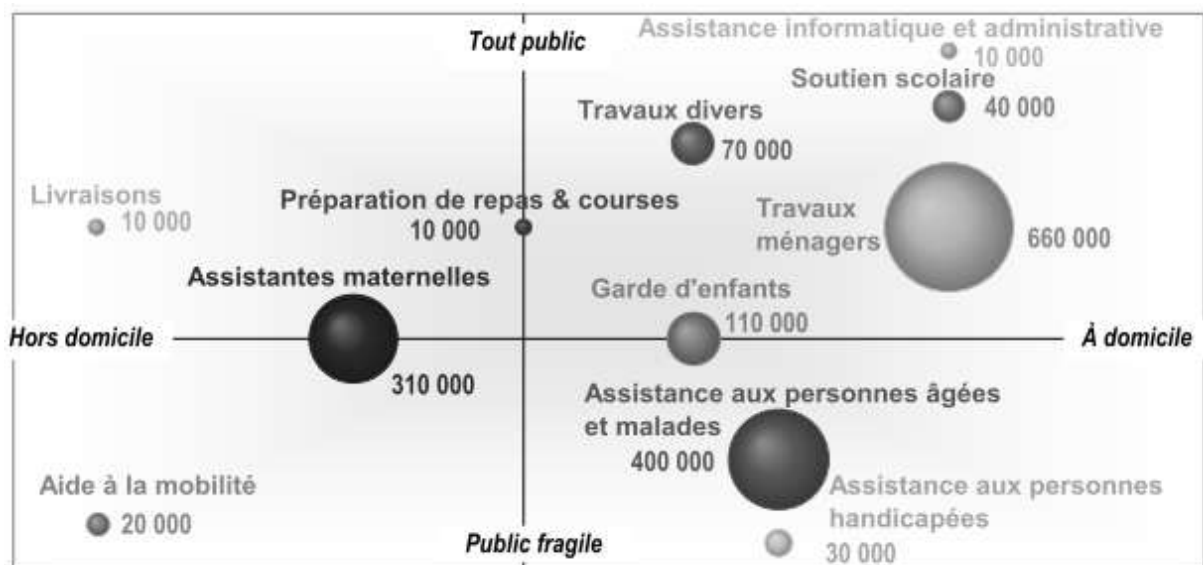 Assistance informatique et administrative
Tout public
10 000
Soutien scolaire
Travaux divers
40 000
70 000
Livraisons
10 000
Préparation de repas & courses
10 000
Travaux
ménagers
660 000
Assistantes maternelles
Garde d'enfants
110 000
Hors domicile
À domicile
310 000
Assistance aux personnes âgées
et malades
400 000
Aide à la mobilité
20 000
Assistance aux personnes
handicapées
30 000
Public fragile